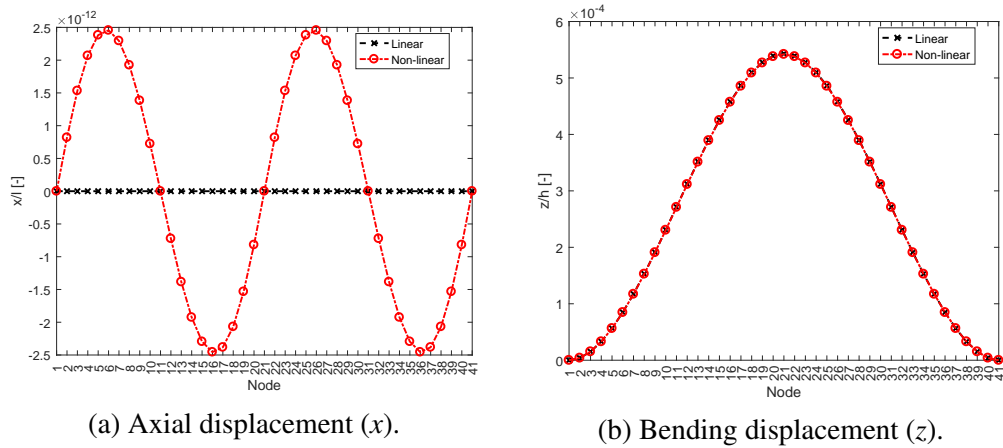 ×10⁻¹²
2.5
2
1.5
1
0.5
0
-0.5
-1
-1.5
-2
-2.5
x/l [-]
Linear
Non-linear
1 2 3 4 5 6 7 8 9 10 11 12 13 14 15 16 17 18 19 20 21 22 23 24 25 26 27 28 29 30 31 32 33 34 35 36 37 38 39 40 41
Node
(a) Axial displacement (x).
×10⁻⁴
6
5
4
3
2
1
0
z/h [-]
Linear
Non-linear
1 2 3 4 5 6 7 8 9 10 11 12 13 14 15 16 17 18 19 20 21 22 23 24 25 26 27 28 29 30 31 32 33 34 35 36 37 38 39 40 41
Node
(b) Bending displacement (z).